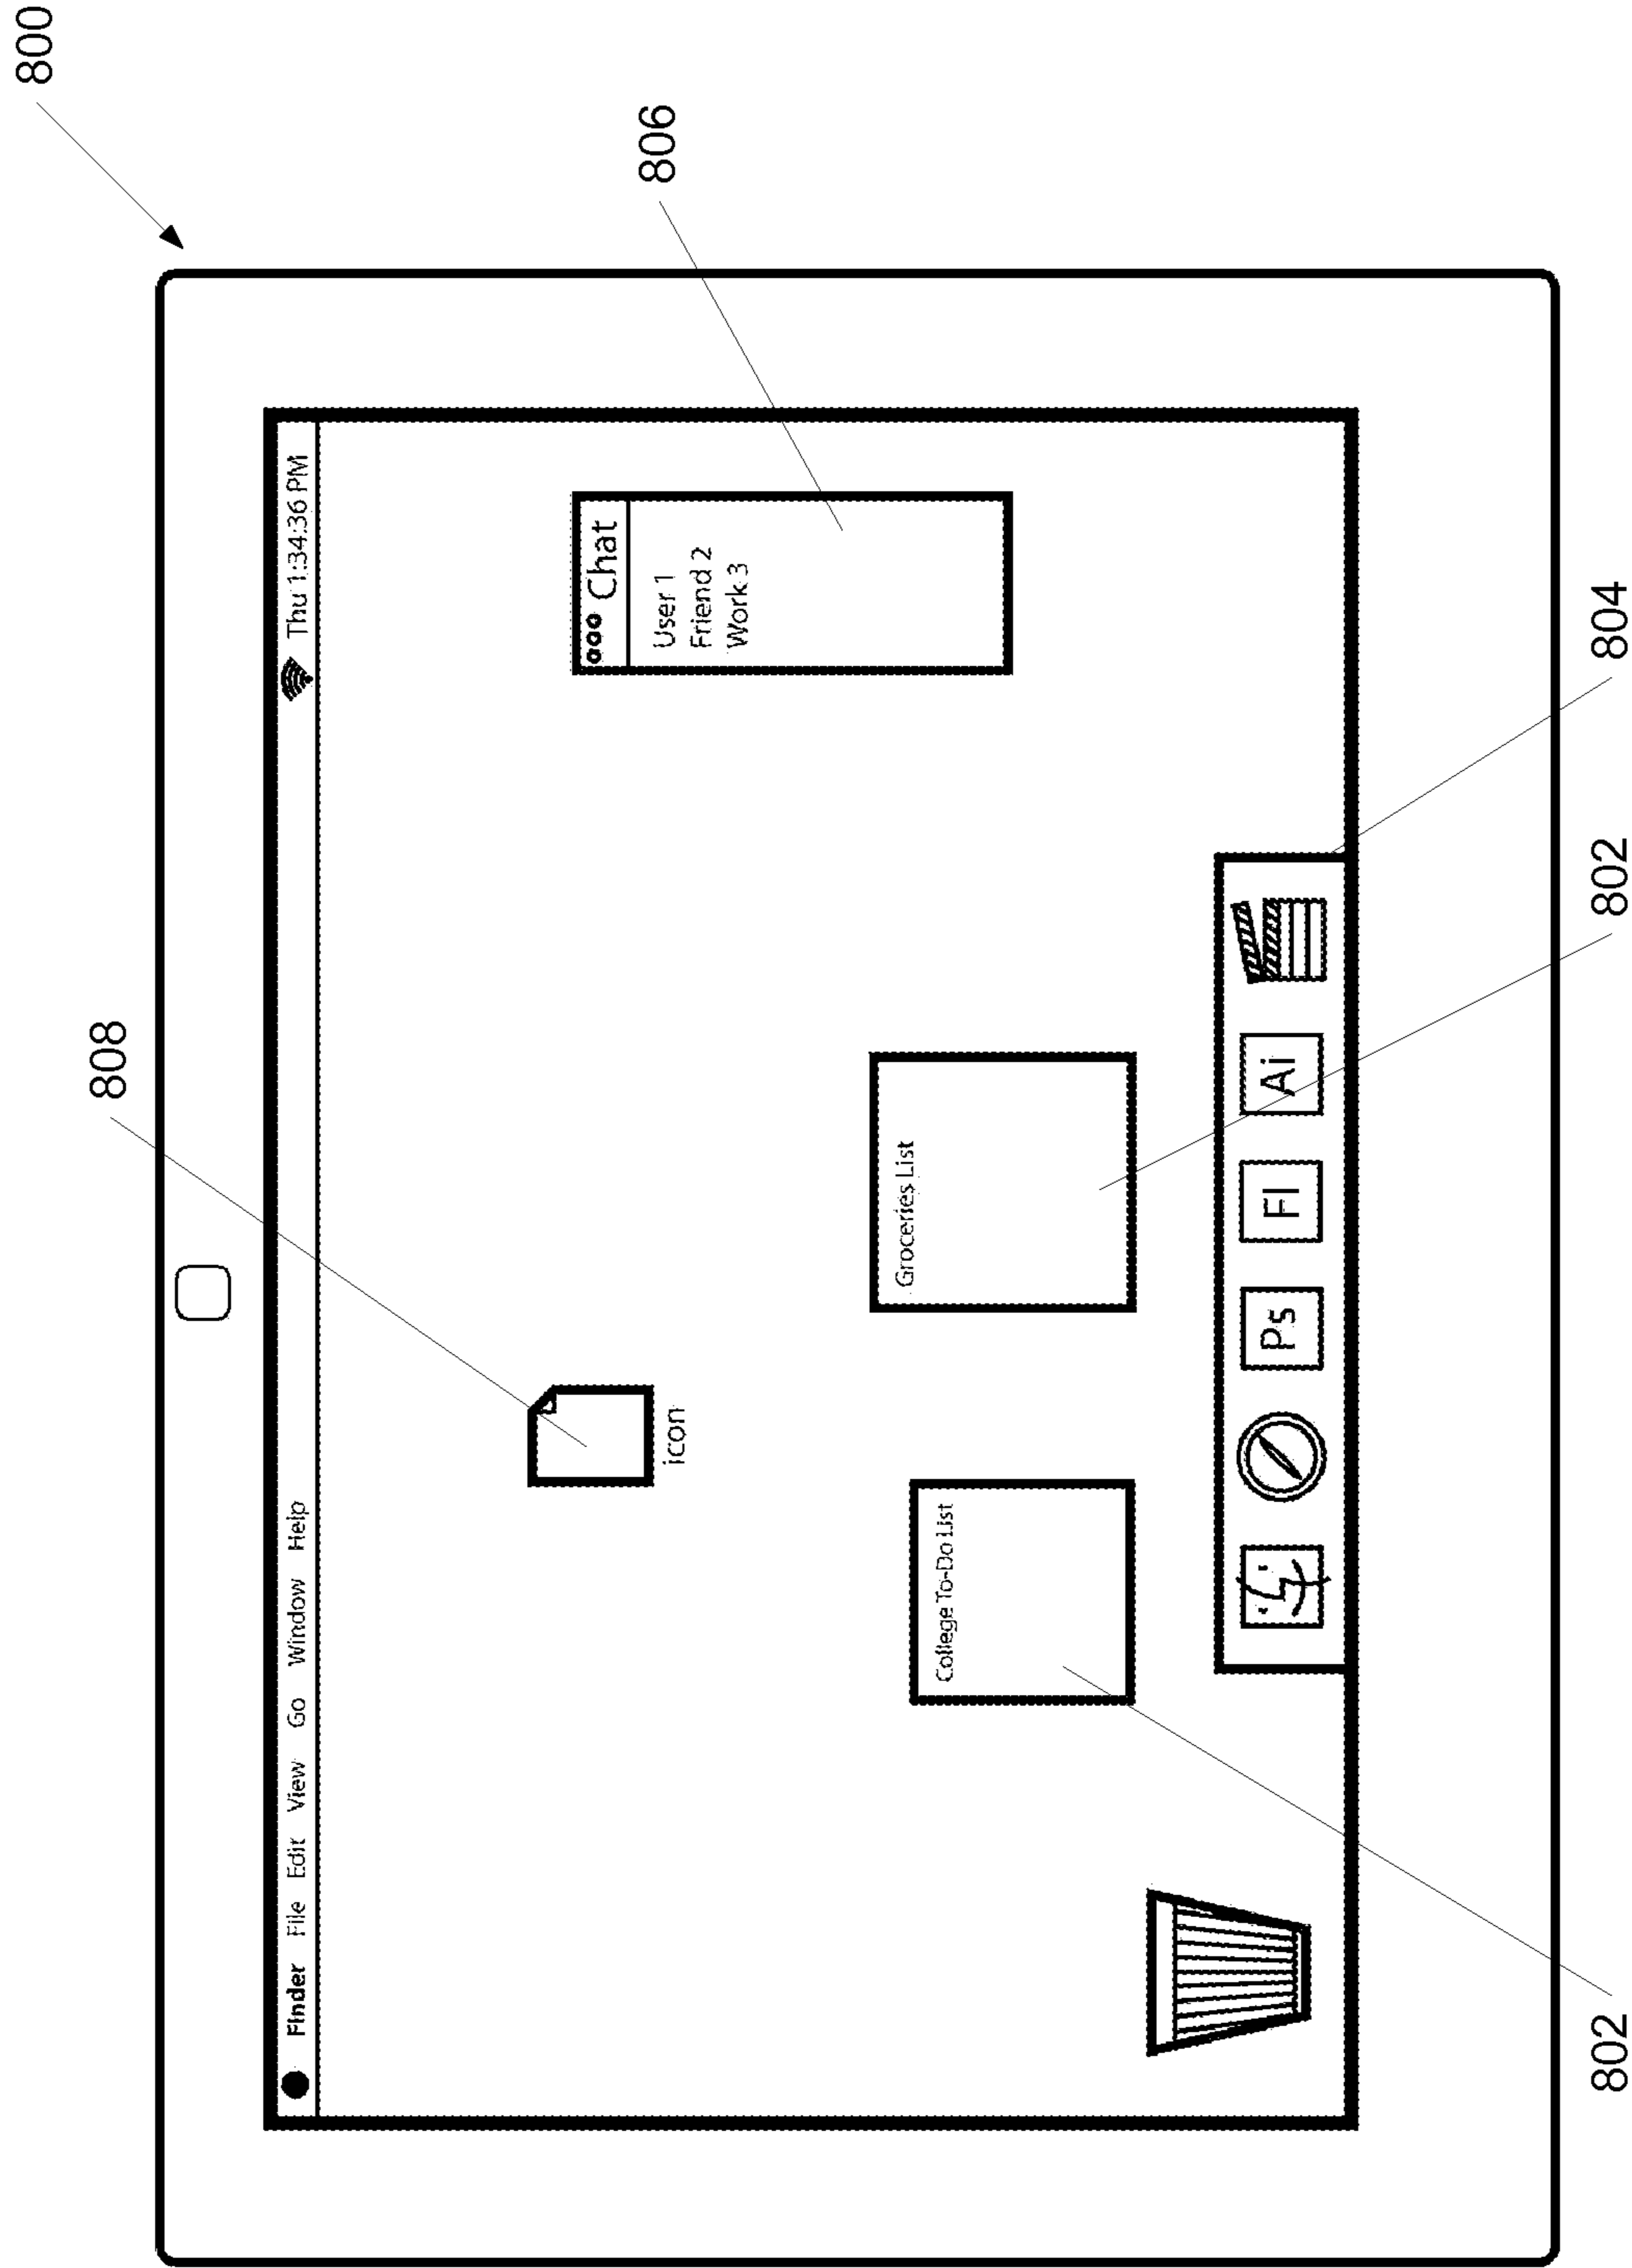 800
806
808
Finder File Edit View Go Window Help Thu 1:34:36 PM
Chat
User 1
Friend 2
Work 3
icon
Groceries List
College To-Do List
Ps Fl Ai
802
802
804